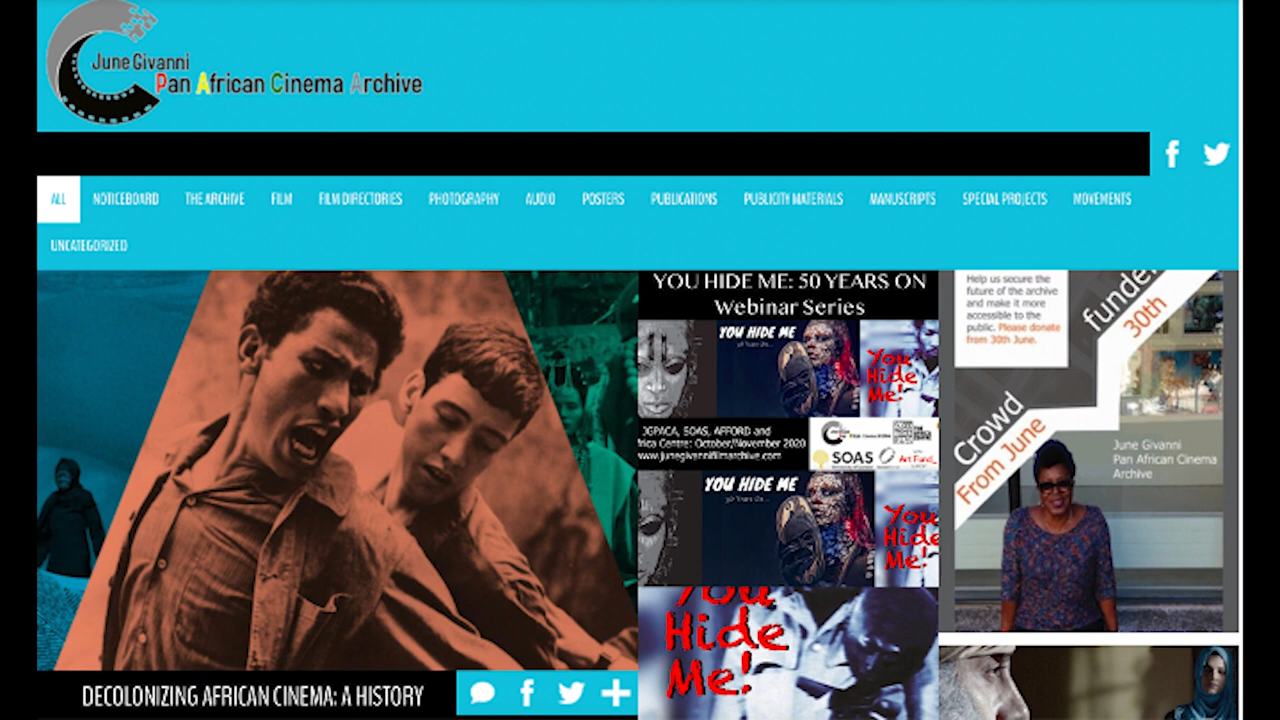 June Givanni
Pan African Cinema Archive
ALL NOTICEBOARD THE ARCHIVE FILM FILM DIRECTORIES PHOTOGRAPHY AUDIO POSTERS PUBLICATIONS PUBLICITY MATERIALS MANUSCRIPTS SPECIAL PROJECTS MOVEMENTS
UNCATEGORIZED
DECOLONIZING AFRICAN CINEMA: A HISTORY
YOU HIDE ME: 50 YEARS ON
Webinar Series
YOU HIDE ME
You
Hide
Me!
JGPACA, SOAS, AFFORD and
frica Centre: October/November 2020
www.junegivannifilmarchive.com
SOAS
Art Fund_
YOU HIDE ME
You
Hide
Me!
You
Hide
Me!
Help us secure the
future of the archive
and make it more
accessible to the
public. Please donate
from 30th June.
Crowd
funder
From June
30th
June Givanni
Pan African Cinema
Archive